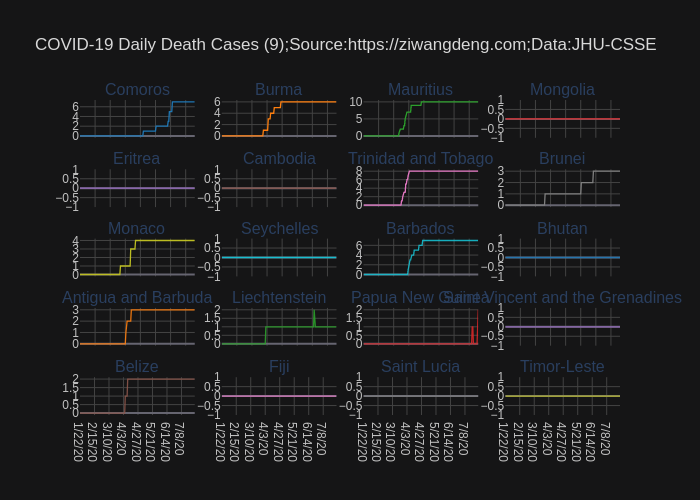 COVID-19 Daily Death Cases (9);Source:https://ziwangdeng.com;Data:JHU-CSSE
Comoros Burma Mauritius Mongolia
6 4 2 0
6 4 2 0
10 5 0
1 0.5 0 −0.5 −1
Eritrea Cambodia Trinidad and Tobago Brunei
1 0.5 0 −0.5 −1
1 0.5 0 −0.5 −1
8 6 4 2 0
3 2 1 0
Monaco Seychelles Barbados Bhutan
4 3 2 1 0
1 0.5 0 −0.5 −1
6 4 2 0
1 0.5 0 −0.5 −1
Antigua and Barbuda Liechtenstein Papua New Guinea Saint Vincent and the Grenadines
3 2 1 0
2 1.5 1 0.5 0
2 1.5 1 0.5 0
1 0.5 0 −0.5 −1
Belize Fiji Saint Lucia Timor-Leste
2 1.5 1 0.5 0
1 0.5 0 −0.5 −1
1 0.5 0 −0.5 −1
1 0.5 0 −0.5 −1
1/22/20 2/15/20 3/10/20 4/3/20 4/27/20 5/21/20 6/14/20 7/8/20
1/22/20 2/15/20 3/10/20 4/3/20 4/27/20 5/21/20 6/14/20 7/8/20
1/22/20 2/15/20 3/10/20 4/3/20 4/27/20 5/21/20 6/14/20 7/8/20
1/22/20 2/15/20 3/10/20 4/3/20 4/27/20 5/21/20 6/14/20 7/8/20